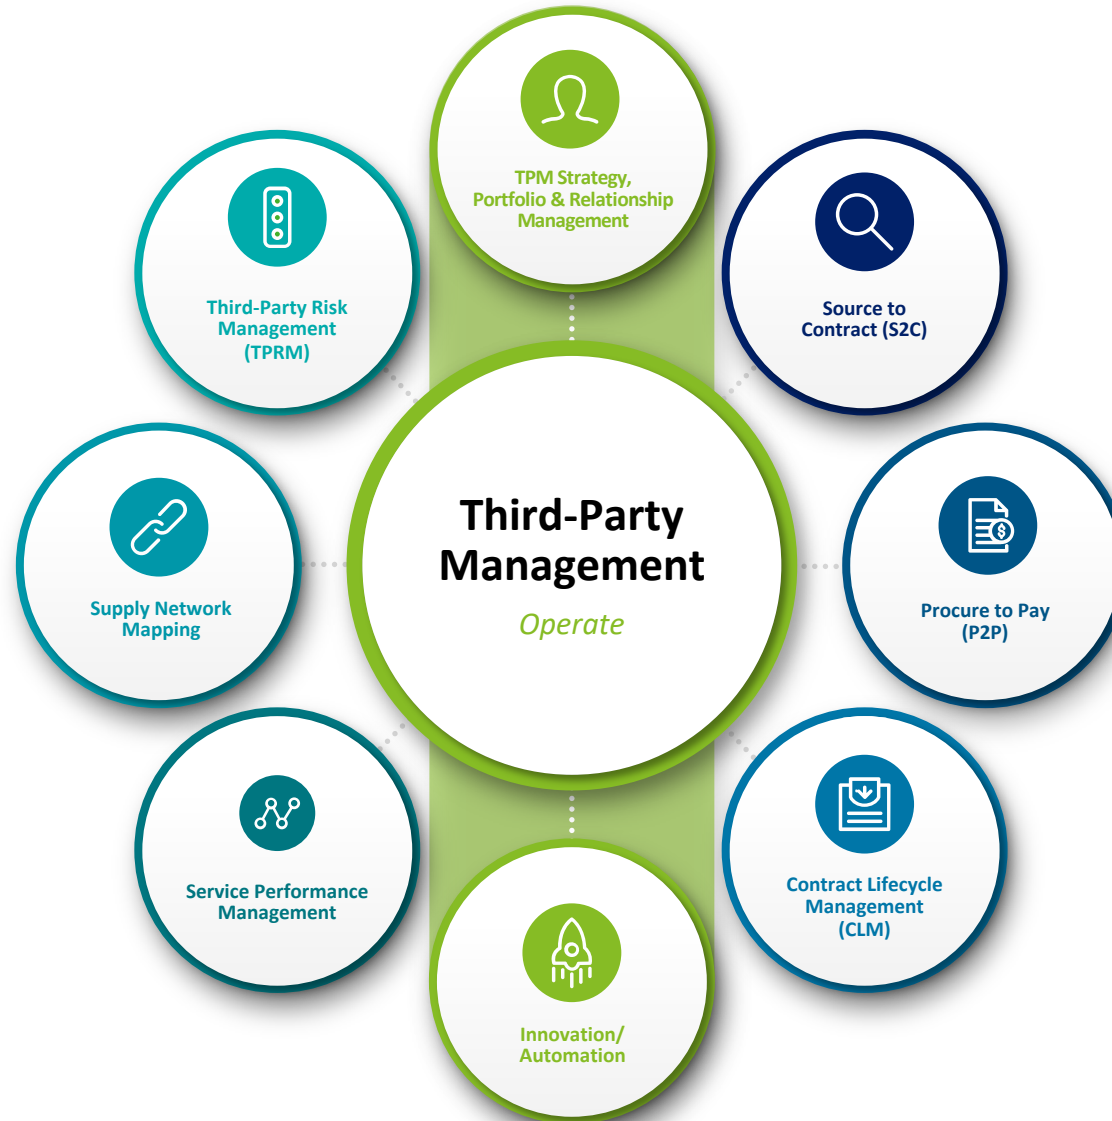 TPM Strategy,
Portfolio & Relationship
Management
Third-Party Risk
Management
(TPRM)
Source to
Contract (S2C)
Third-Party
Management
Operate
Supply Network
Mapping
Procure to Pay
(P2P)
$
Service Performance
Management
Contract Lifecycle
Management
(CLM)
Innovation/
Automation